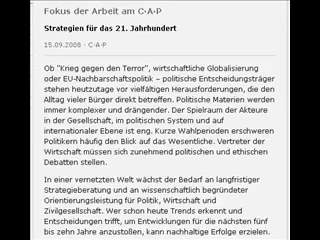 Fokus der Arbeit am C·A·P
Strategien für das 21. Jahrhundert
15.09.2008 · C·A·P
Ob "Krieg gegen den Terror", wirtschaftliche Globalisierung
oder EU-Nachbarschaftspolitik – politische Entscheidungsträger
stehen heutzutage vor vielfältigen Herausforderungen, die den
Alltag vieler Bürger direkt betreffen. Politische Materien werden
immer komplexer und drängender. Der Spielraum der Akteure
in der Gesellschaft, im politischen System und auf
internationaler Ebene ist eng. Kurze Wahlperioden erschweren
Politikern häufig den Blick auf das Wesentliche. Vertreter der
Wirtschaft müssen sich zunehmend politischen und ethischen
Debatten stellen.
In einer vernetzten Welt wächst der Bedarf an langfristiger
Strategieberatung und an wissenschaftlich begründeter
Orientierungsleistung für Politik, Wirtschaft und
Zivilgesellschaft. Wer schon heute Trends erkennt und
Entscheidungen trifft, um Entwicklungen für die nächsten fünf
bis zehn Jahre anzustoßen, kann nachhaltige Erfolge erzielen.